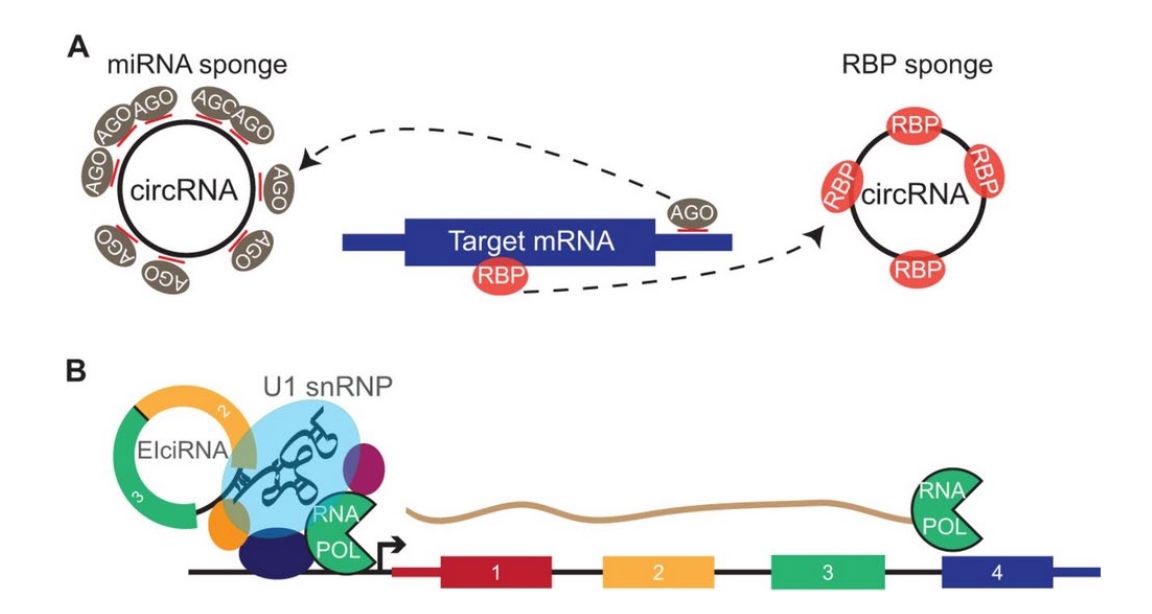 A
miRNA sponge
RBP sponge
AGO
AGO
AGO
AGO
AGO
AGO
AGO
AGO
AGO
circRNA
AGO
Target mRNA
RBP
RBP
RBP
RBP
RBP
circRNA
B
U1 snRNP
EIciRNA
2
3
RNA
POL
RNA
POL
1
2
3
4